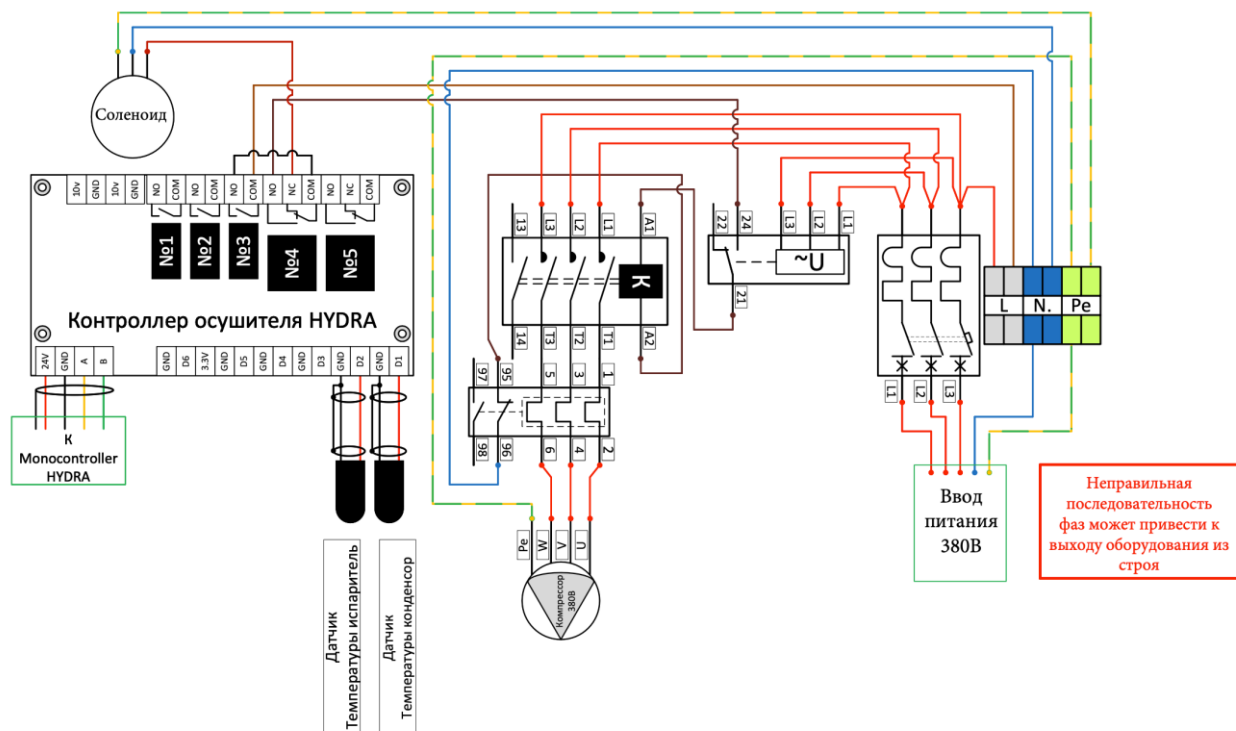 Соленоид
10v
GND
10v
GND
NO
COM
NO
COM
NO
COM
NO
NC
COM
NO
NC
COM
№1
№2
№3
№4
№5
Контроллер осушителя HYDRA
24V
GND
A
B
GND
D6
3.3V
GND
D5
GND
D4
GND
D3
GND
D2
GND
D1
К
Monocontroller
HYDRA
Датчик
Температуры испаритель
Датчик
Температуры конденсор
13
L3
L2
L1
A1
K
14
T3
T2
T1
A2
97
95
5
3
1
98
96
6
4
2
Pe
W
V
U
Компрессор
380В
22
24
L3
L2
L1
~U
21
L1
L2
L3
L
N.
Pe
Ввод
питания
380В
Неправильная
последовательность
фаз может привести к
выходу оборудования из
строя